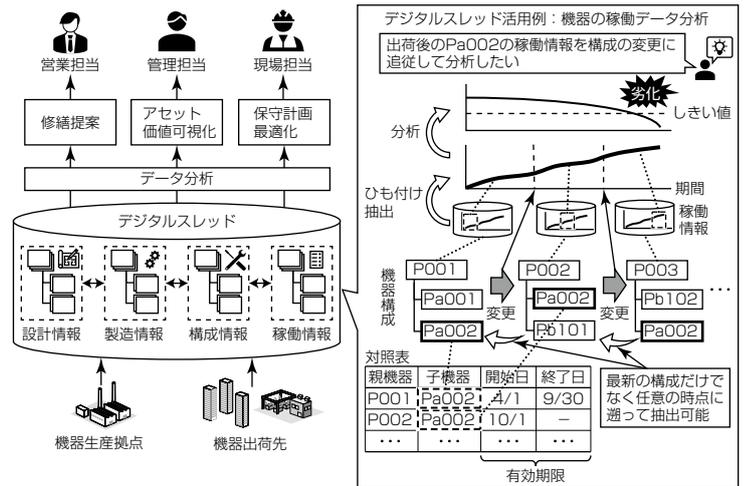 営業担当
管理担当
現場担当
修繕提案
アセット
価値可視化
保守計画
最適化
データ分析
デジタルスレッド
設計情報
製造情報
構成情報
稼働情報
機器生産拠点
機器出荷先
デジタルスレッド活用例：機器の稼働データ分析
出荷後のPa002の稼働情報を構成の変更に
追従して分析したい
劣化
しきい値
分析
ひも付け
抽出
期間
稼働
情報
機器構成
P001
Pa001
Pa002
変更
P002
Pa002
Pb101
変更
P003
Pb102
Pa002
…
対照表
親機器 子機器 開始日 終了日
P001 Pa002 4/1 9/30
P002 Pa002 10/1 −
… … … …
有効期限
最新の構成だけで
なく任意の時点に
遡って抽出可能